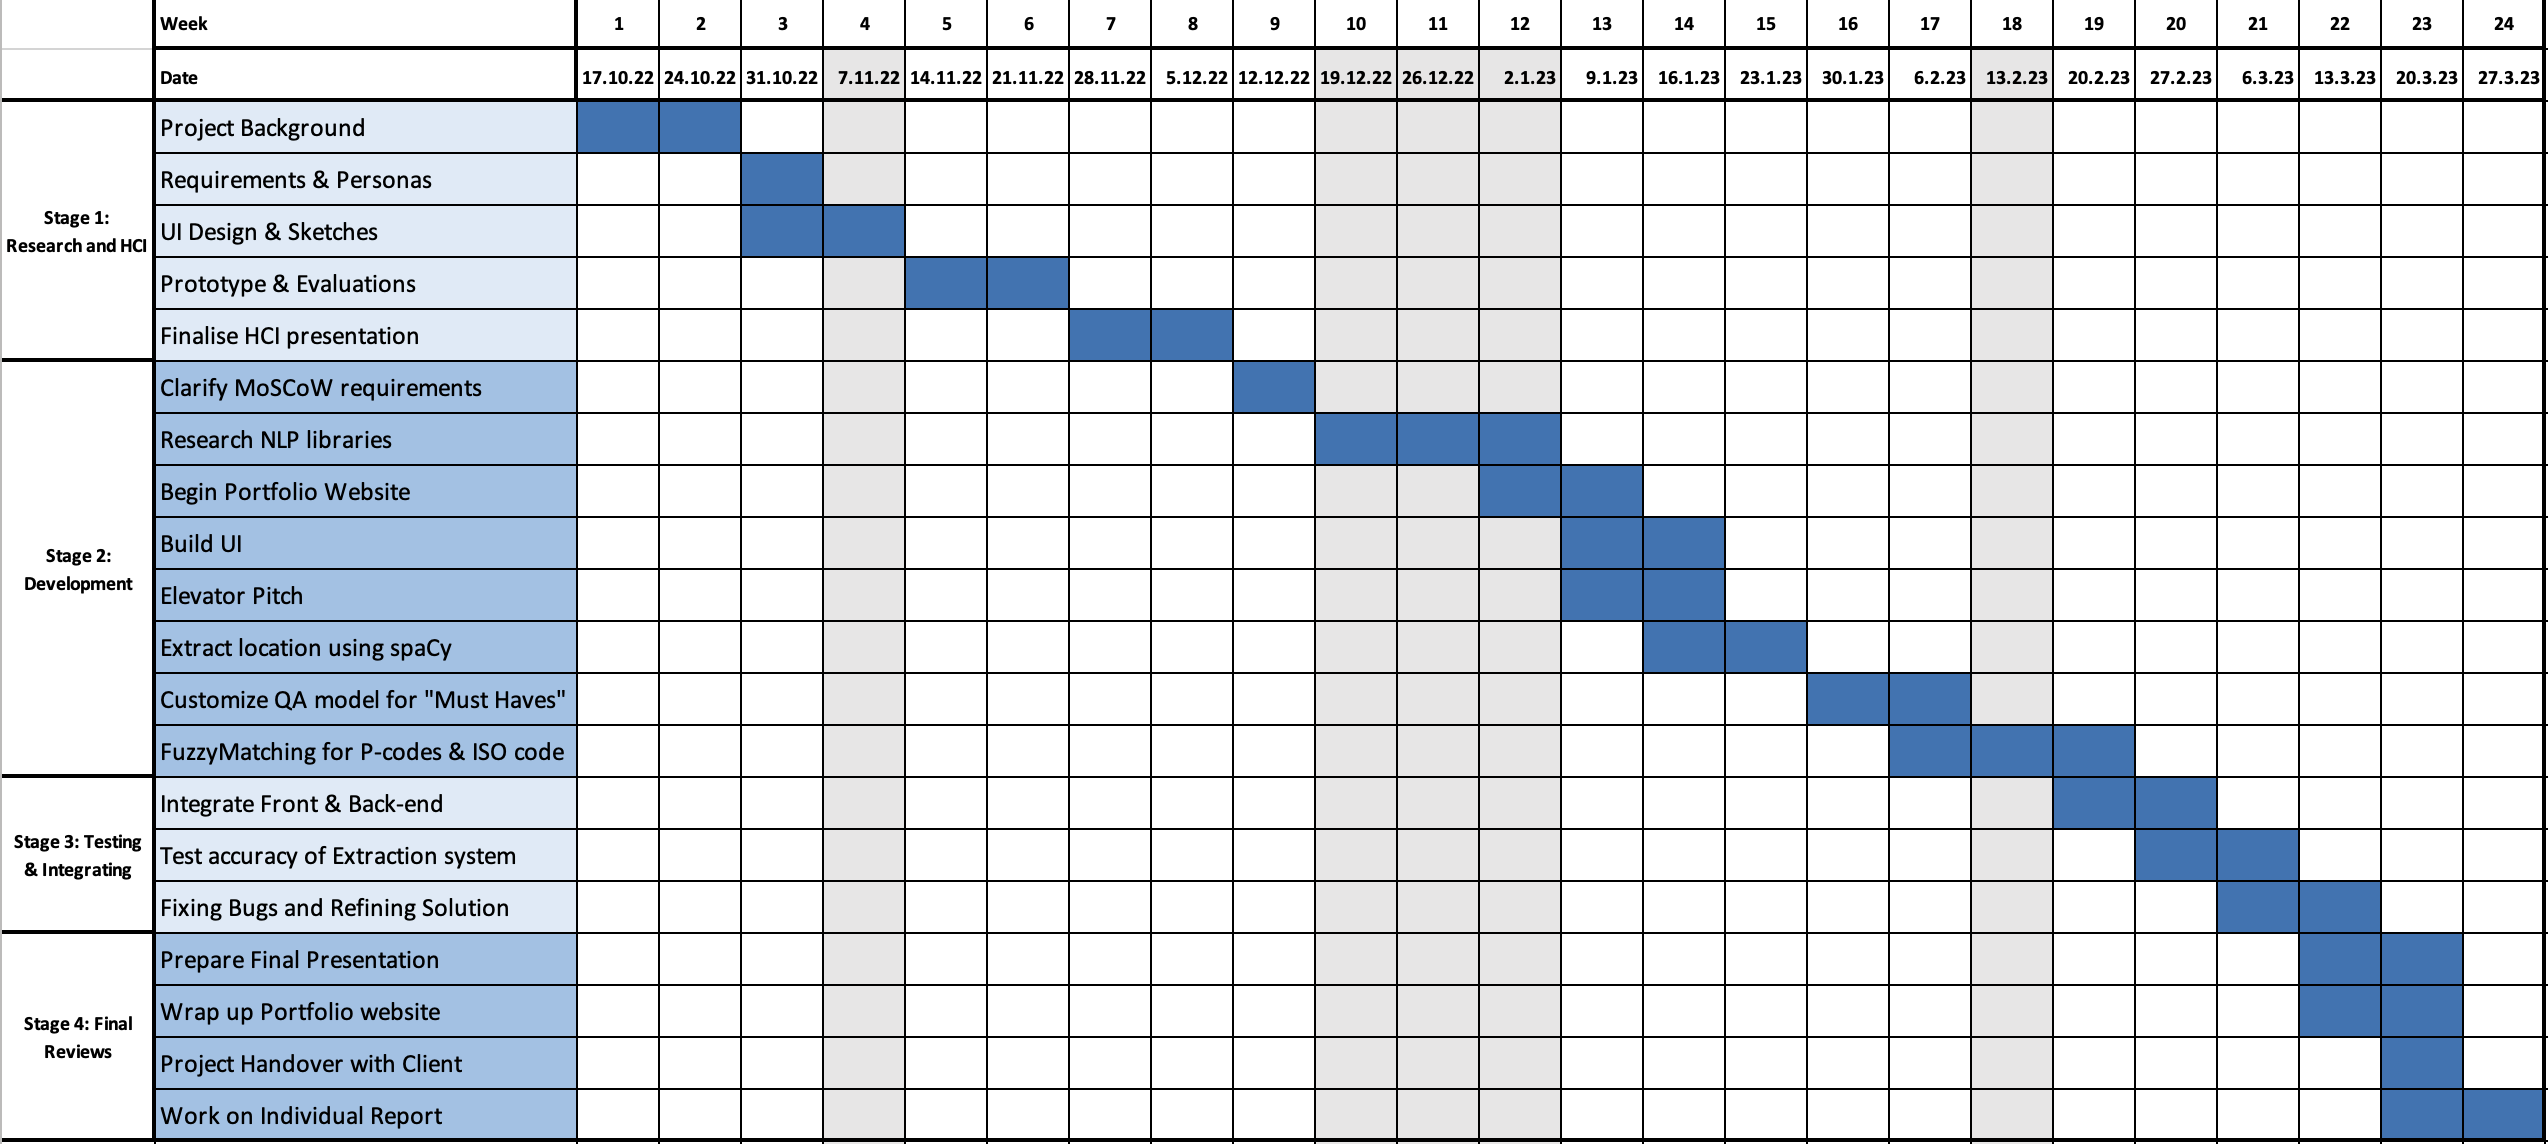 Week 1 2 3 4 5 6 7 8 9 10 11 12 13 14 15 16 17 18 19 20 21 22 23 24
Date 17.10.22 24.10.22 31.10.22 7.11.22 14.11.22 21.11.22 28.11.22 5.12.22 12.12.22 19.12.22 26.12.22 2.1.23 9.1.23 16.1.23 23.1.23 30.1.23 6.2.23 13.2.23 20.2.23 27.2.23 6.3.23 13.3.23 20.3.23 27.3.23
Stage 1:
Research and HCI
Project Background
Requirements & Personas
UI Design & Sketches
Prototype & Evaluations
Finalise HCI presentation
Stage 2:
Development
Clarify MoSCoW requirements
Research NLP libraries
Begin Portfolio Website
Build UI
Elevator Pitch
Extract location using spaCy
Customize QA model for "Must Haves"
FuzzyMatching for P-codes & ISO code
Stage 3: Testing
& Integrating
Integrate Front & Back-end
Test accuracy of Extraction system
Fixing Bugs and Refining Solution
Stage 4: Final
Reviews
Prepare Final Presentation
Wrap up Portfolio website
Project Handover with Client
Work on Individual Report